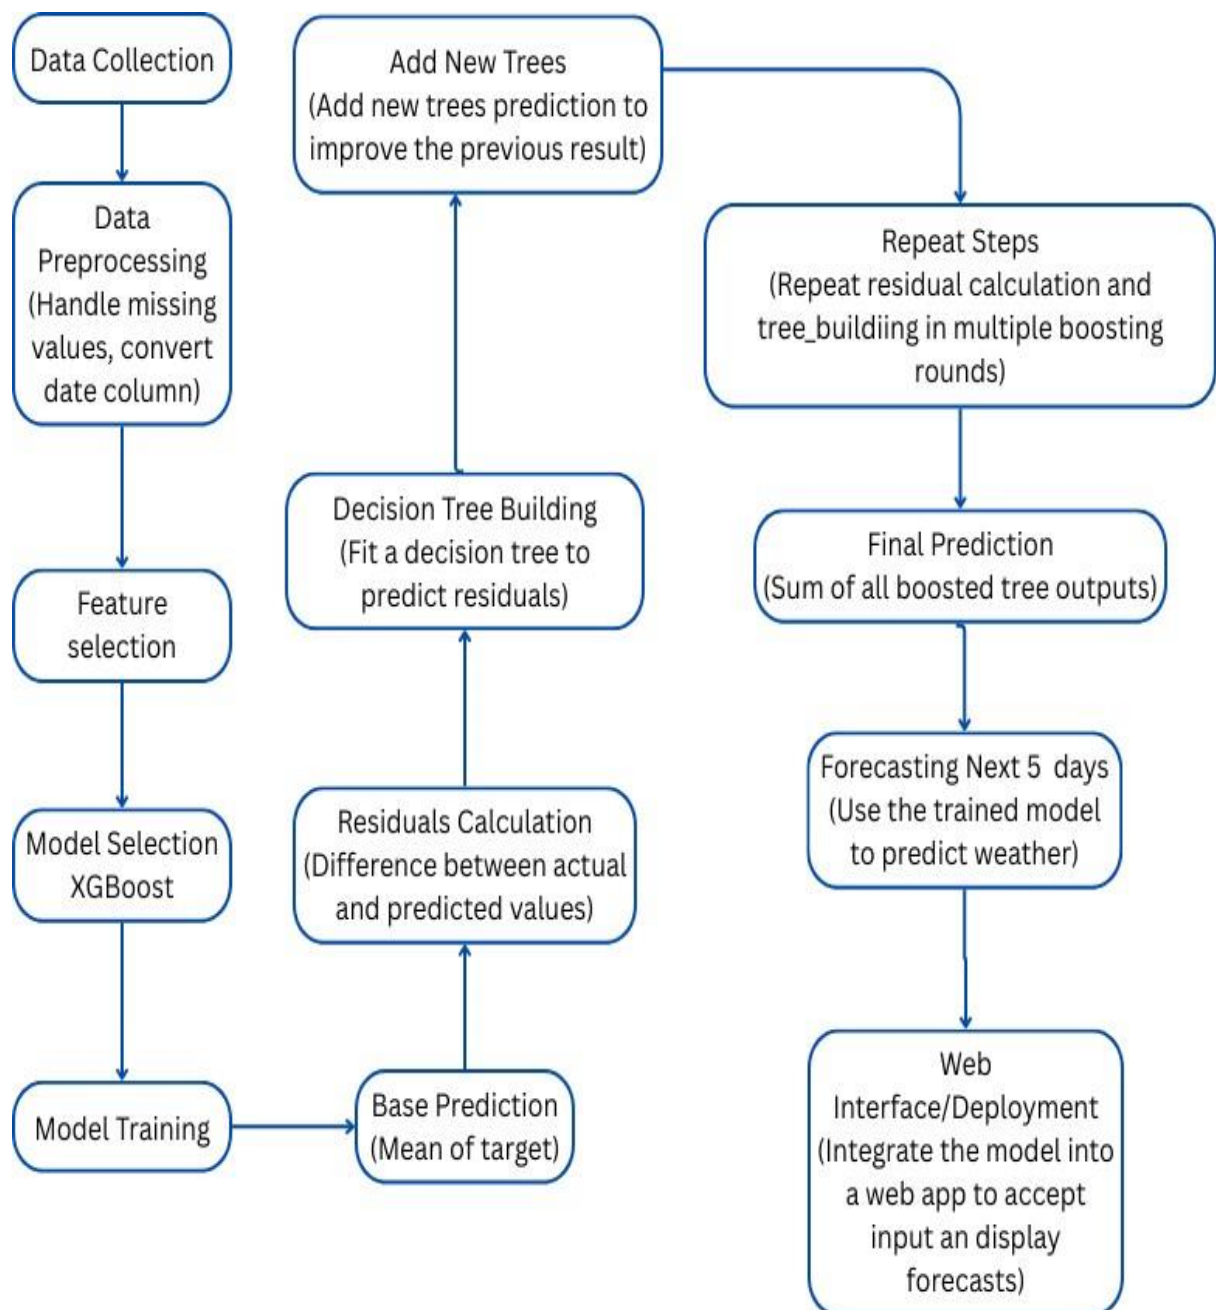 Data Collection
Data
Preprocessing
(Handle missing
values, convert
date column)
Feature
selection
Model Selection
XGBoost
Model Training
Base Prediction
(Mean of target)
Residuals Calculation
(Difference between actual
and predicted values)
Decision Tree Building
(Fit a decision tree to
predict residuals)
Add New Trees
(Add new trees prediction to
improve the previous result)
Repeat Steps
(Repeat residual calculation and
tree_buildiing in multiple boosting
rounds)
Final Prediction
(Sum of all boosted tree outputs)
Forecasting Next 5 days
(Use the trained model
to predict weather)
Web
Interface/Deployment
(Integrate the model into
a web app to accept
input an display
forecasts)